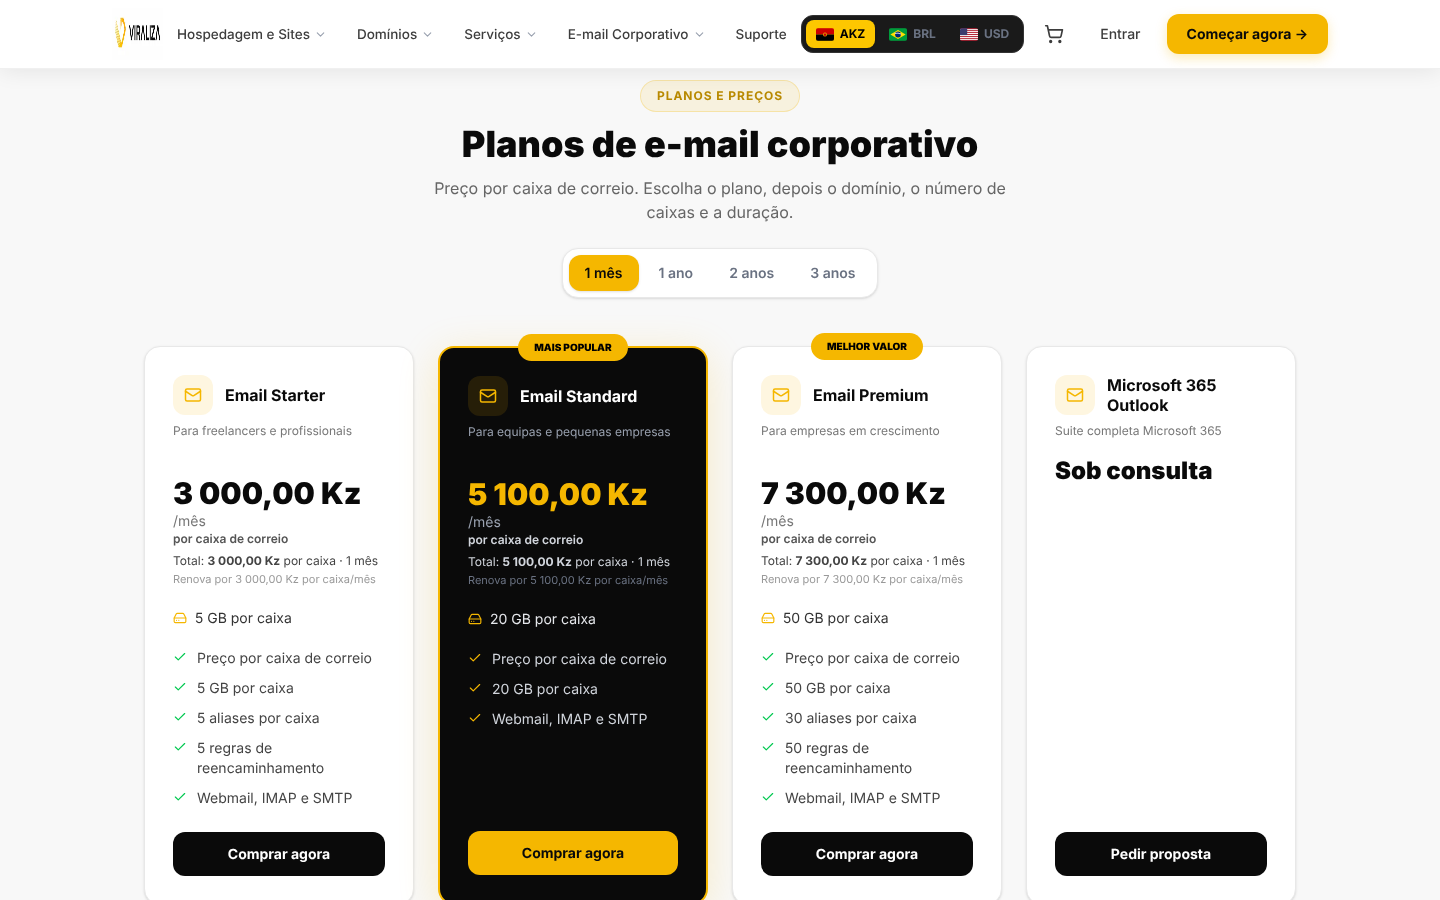 VIRALIZA
Hospedagem e Sites
Domínios
Serviços
E-mail Corporativo
Suporte
AKZ
BRL
USD
Entrar
Começar agora →
PLANOS E PREÇOS
Planos de e-mail corporativo
Preço por caixa de correio. Escolha o plano, depois o domínio, o número de
caixas e a duração.
1 mês
1 ano
2 anos
3 anos
Email Starter
Para freelancers e profissionais
3 000,00 Kz
/mês
por caixa de correio
Total: 3 000,00 Kz por caixa · 1 mês
Renova por 3 000,00 Kz por caixa/mês
5 GB por caixa
Preço por caixa de correio
5 GB por caixa
5 aliases por caixa
5 regras de
reencaminhamento
Webmail, IMAP e SMTP
Comprar agora
MAIS POPULAR
Email Standard
Para equipas e pequenas empresas
5 100,00 Kz
/mês
por caixa de correio
Total: 5 100,00 Kz por caixa · 1 mês
Renova por 5 100,00 Kz por caixa/mês
20 GB por caixa
Preço por caixa de correio
20 GB por caixa
Webmail, IMAP e SMTP
Comprar agora
MELHOR VALOR
Email Premium
Para empresas em crescimento
7 300,00 Kz
/mês
por caixa de correio
Total: 7 300,00 Kz por caixa · 1 mês
Renova por 7 300,00 Kz por caixa/mês
50 GB por caixa
Preço por caixa de correio
50 GB por caixa
30 aliases por caixa
50 regras de
reencaminhamento
Webmail, IMAP e SMTP
Comprar agora
Microsoft 365
Outlook
Suite completa Microsoft 365
Sob consulta
Pedir proposta